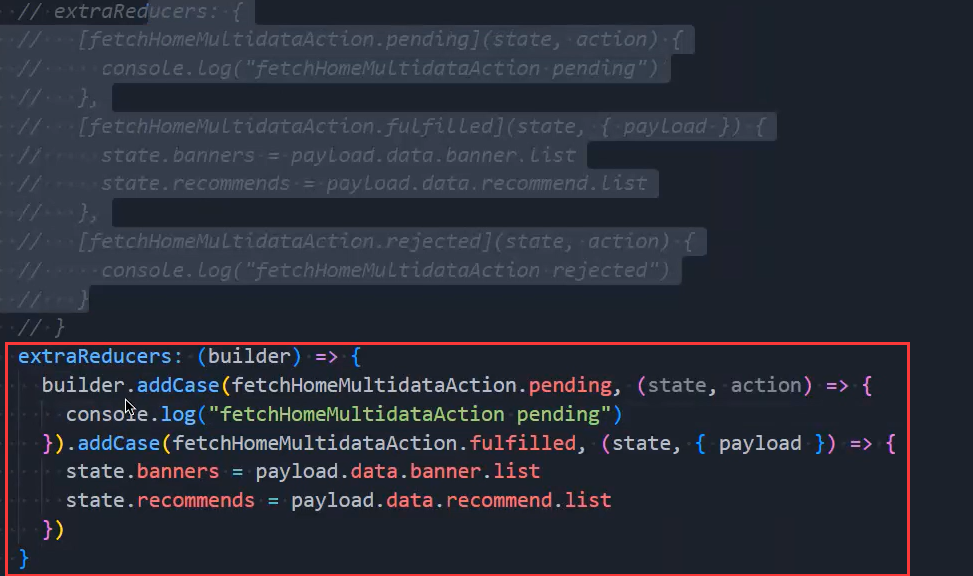 // extraReducers: {
//   [fetchHomeMultidataAction.pending](state, action) {
//     console.log("fetchHomeMultidataAction pending")
//   },
//   [fetchHomeMultidataAction.fulfilled](state, { payload }) {
//     state.banners = payload.data.banner.list
//     state.recommends = payload.data.recommend.list
//   },
//   [fetchHomeMultidataAction.rejected](state, action) {
//     console.log("fetchHomeMultidataAction rejected")
//   }
// }
extraReducers: (builder) => {
  builder.addCase(fetchHomeMultidataAction.pending, (state, action) => {
    console.log("fetchHomeMultidataAction pending")
  }).addCase(fetchHomeMultidataAction.fulfilled, (state, { payload }) => {
    state.banners = payload.data.banner.list
    state.recommends = payload.data.recommend.list
  })
}